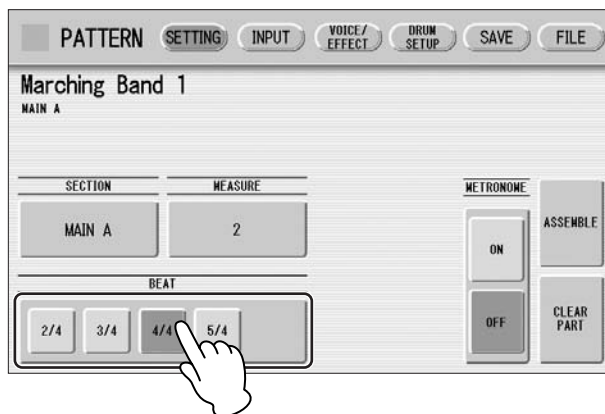 PATTERN SETTING INPUT VOICE/ EFFECT DRUM SETUP SAVE FILE
Marching Band 1
MAIN A
SECTION MEASURE METRONOME
MAIN A 2 ASSEMBLE
ON
BEAT
2/4 3/4 4/4 5/4 OFF CLEAR PART